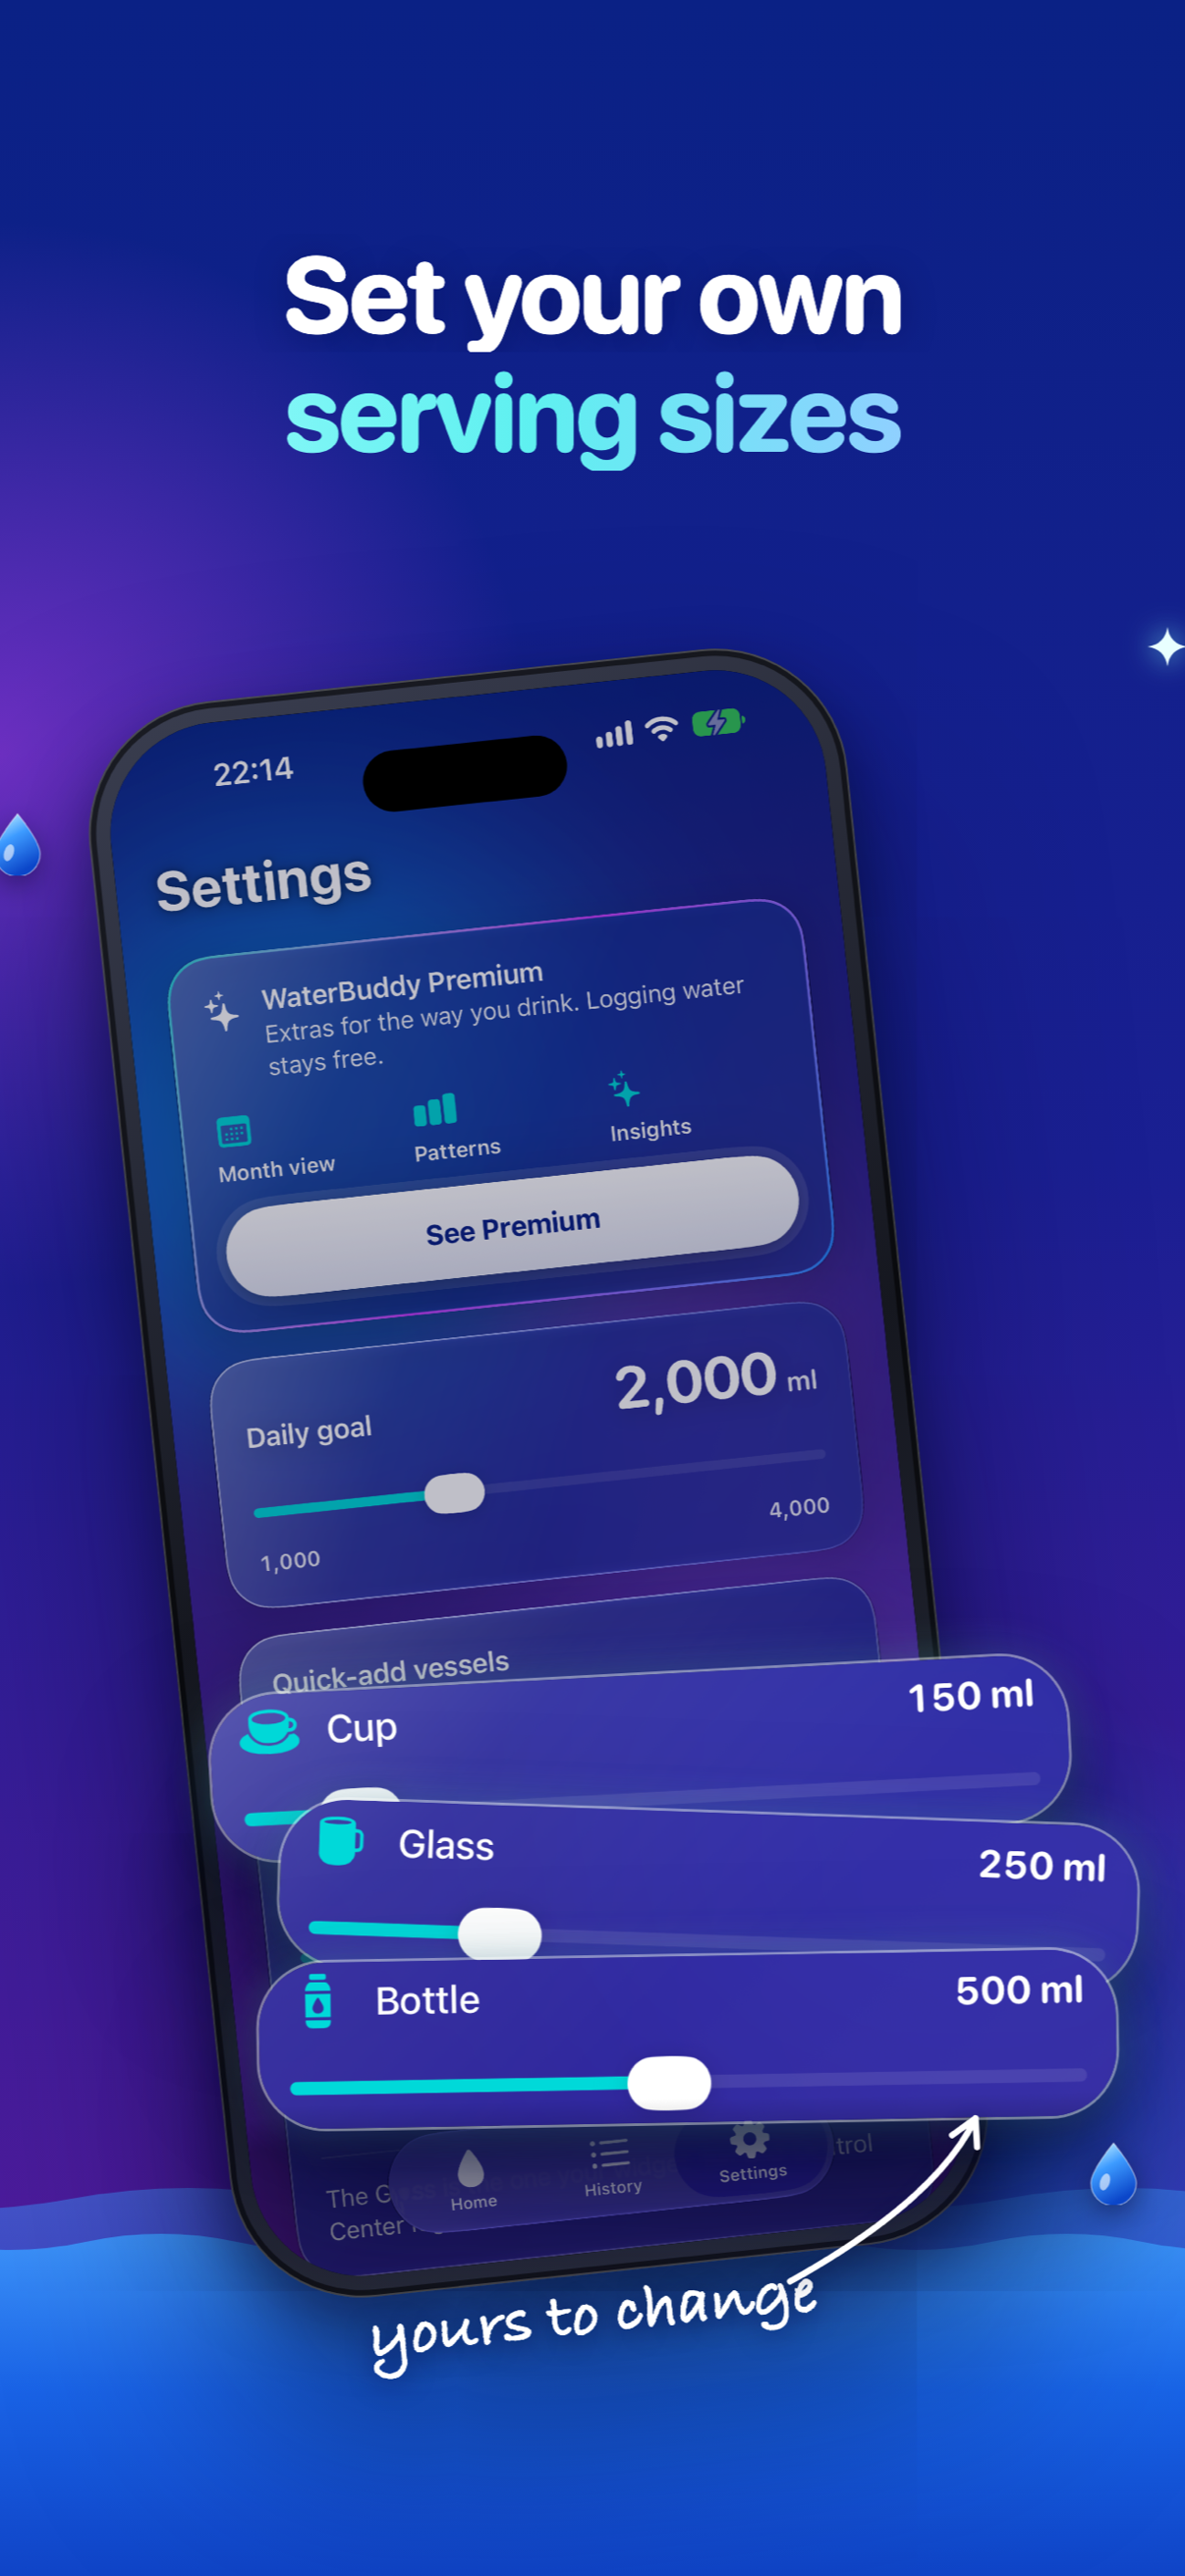 Set your own
serving sizes
22:14
Settings
WaterBuddy Premium
Extras for the way you drink. Logging water
stays free.
Month view
Patterns
Insights
See Premium
Daily goal
2,000 ml
1,000
4,000
Quick-add vessels
Cup
150 ml
Glass
250 ml
Bottle
500 ml
The
Center
Home
History
Settings
yours to change